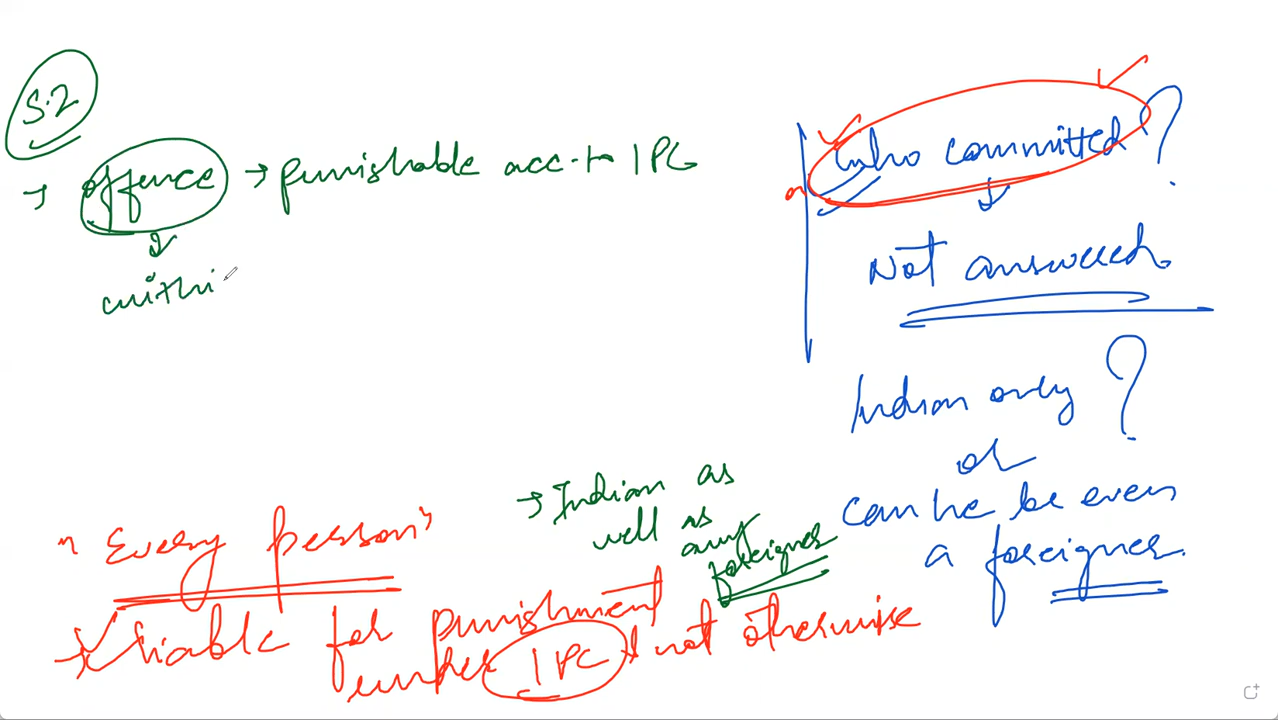 S.2
→ offence → punishable acc. to IPC
withi
who committed ?
Not answered.
Indian only ?
or
can he be even
a foreigner.
→ Indian as
well as
any
foreigner
"Every person"
→ liable for punishment
under IPC & not otherwise